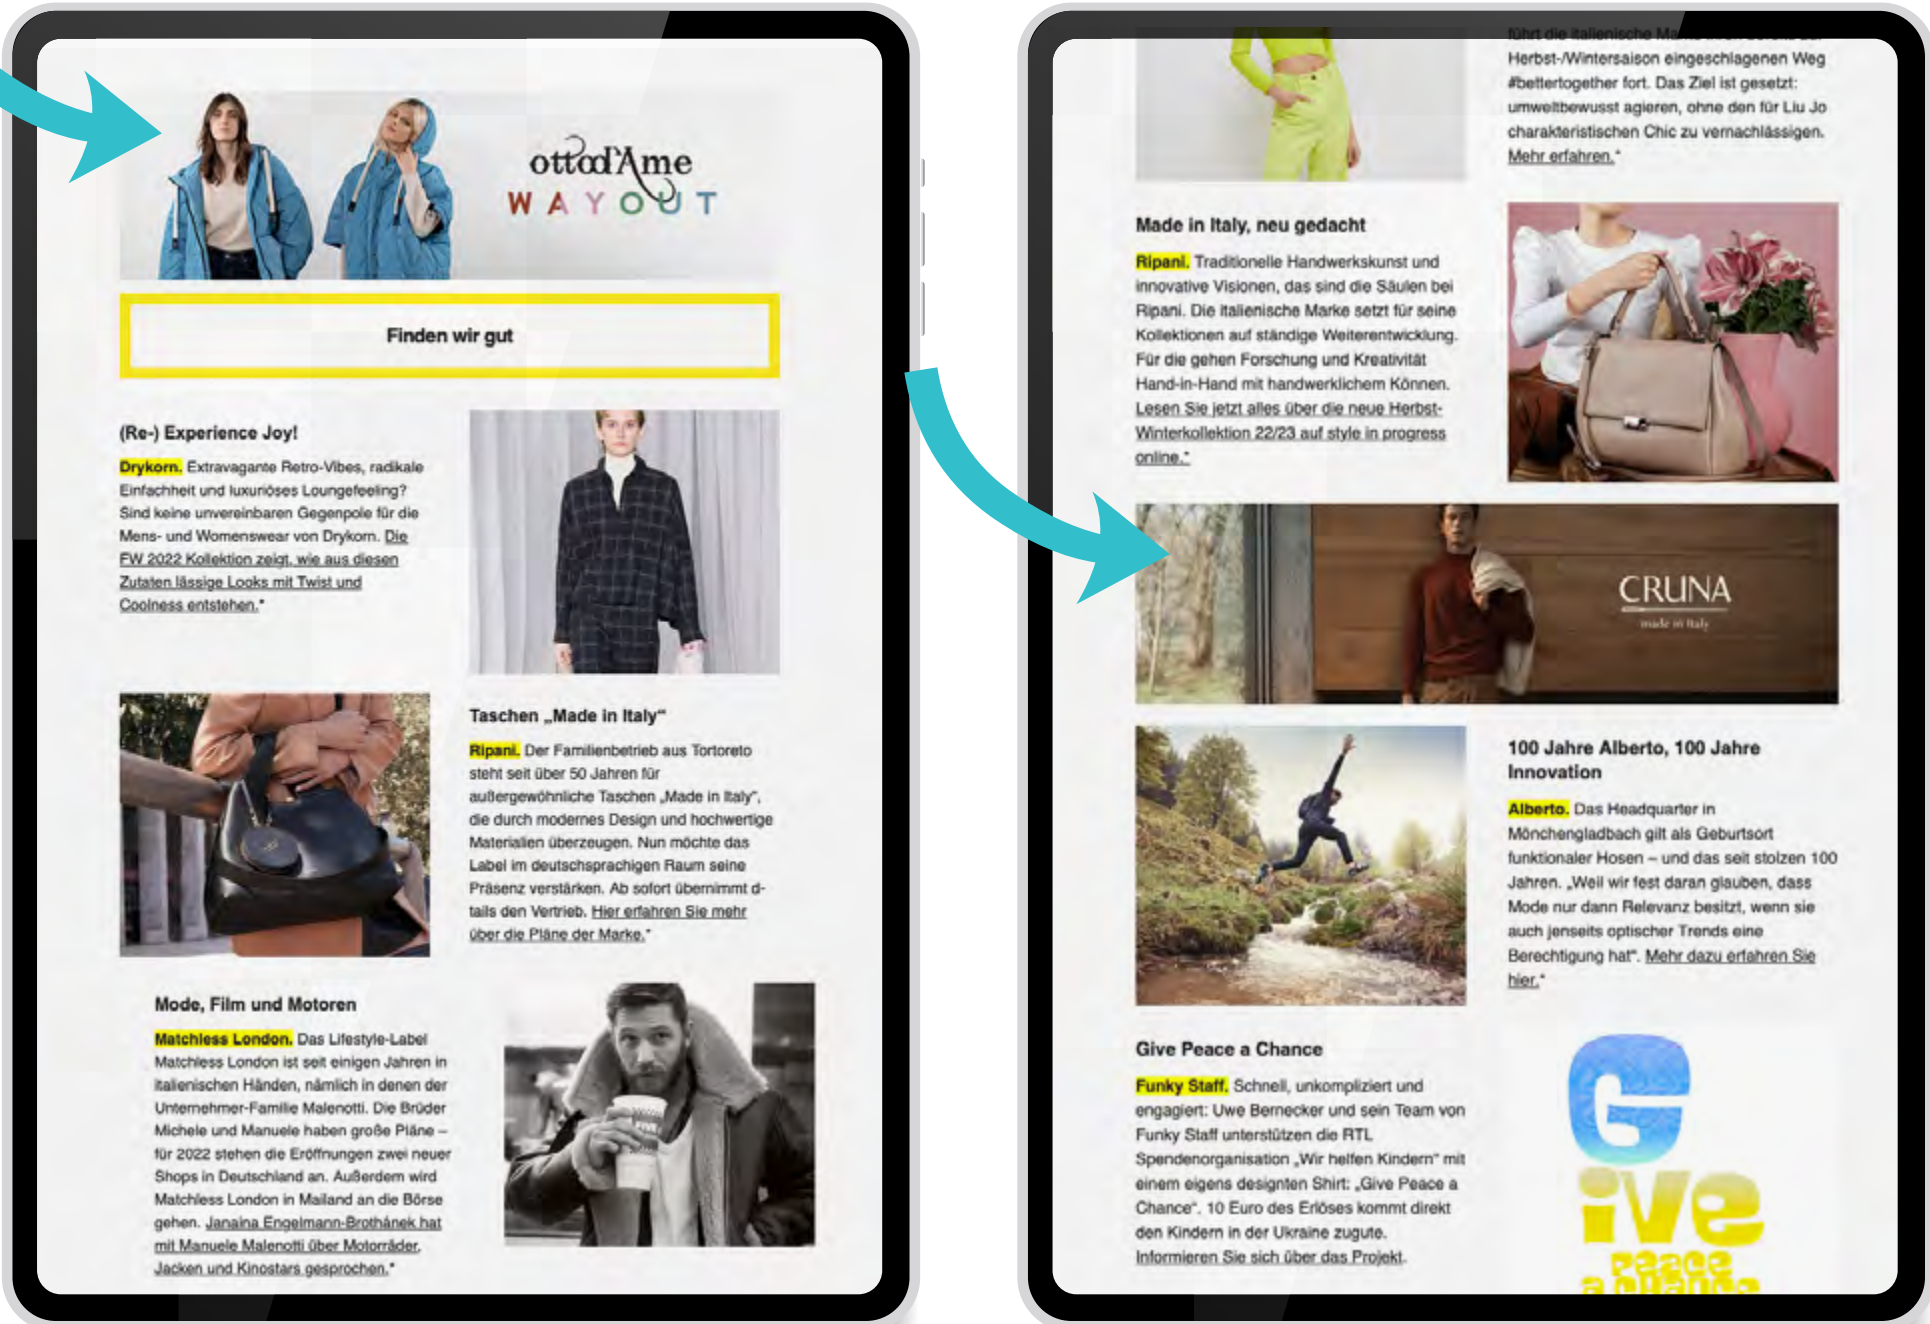 ottod'Ame
WAYOUT
Finden wir gut
(Re-) Experience Joy!
Drykorn. Extravagante Retro-Vibes, radikale
Einfachheit und luxuriöses Loungefeeling?
Sind keine unvereinbaren Gegenpole für die
Mens- und Womenswear von Drykorn. Die
FW 2022 Kollektion zeigt, wie aus diesen
Zutaten lässige Looks mit Twist und
Coolness entstehen.*
Taschen „Made in Italy“
Ripani. Der Familienbetrieb aus Tortoreto
steht seit über 50 Jahren für
außergewöhnliche Taschen „Made in Italy“,
die durch modernes Design und hochwertige
Materialien überzeugen. Nun möchte das
Label im deutschsprachigen Raum seine
Präsenz verstärken. Ab sofort übernimmt d-
tails den Vertrieb. Hier erfahren Sie mehr
über die Pläne der Marke.*
Mode, Film und Motoren
Matchless London. Das Lifestyle-Label
Matchless London ist seit einigen Jahren in
italienischen Händen, nämlich in denen der
Unternehmer-Familie Malenotti. Die Brüder
Michele und Manuele haben große Pläne –
für 2022 stehen die Eröffnungen zwei neuer
Shops in Deutschland an. Außerdem wird
Matchless London in Mailand an die Börse
gehen. Janaina Engelmann-Brothánek hat
mit Manuele Malenotti über Motorräder,
Jacken und Kinostars gesprochen.*
FIVE
führt die italienische
Herbst-/Wintersaison eingeschlagenen Weg
#bettertogether fort. Das Ziel ist gesetzt:
umweltbewusst agieren, ohne den für Liu Jo
charakteristischen Chic zu vernachlässigen.
Mehr erfahren.*
Made in Italy, neu gedacht
Ripani. Traditionelle Handwerkskunst und
innovative Visionen, das sind die Säulen bei
Ripani. Die italienische Marke setzt für seine
Kollektionen auf ständige Weiterentwicklung.
Für die gehen Forschung und Kreativität
Hand-in-Hand mit handwerklichem Können.
Lesen Sie jetzt alles über die neue Herbst-
Winterkollektion 22/23 auf style in progress
online.*
CRUNA
made in Italy
100 Jahre Alberto, 100 Jahre
Innovation
Alberto. Das Headquarter in
Mönchengladbach gilt als Geburtsort
funktionaler Hosen – und das seit stolzen 100
Jahren. „Weil wir fest daran glauben, dass
Mode nur dann Relevanz besitzt, wenn sie
auch jenseits optischer Trends eine
Berechtigung hat“. Mehr dazu erfahren Sie
hier.*
Give Peace a Chance
Funky Staff. Schnell, unkompliziert und
engagiert: Uwe Bernecker und sein Team von
Funky Staff unterstützen die RTL
Spendenorganisation „Wir helfen Kindern“ mit
einem eigens designten Shirt: „Give Peace a
Chance“. 10 Euro des Erlöses kommt direkt
den Kindern in der Ukraine zugute.
Informieren Sie sich über das Projekt.
G
ive
Peace
a Chance